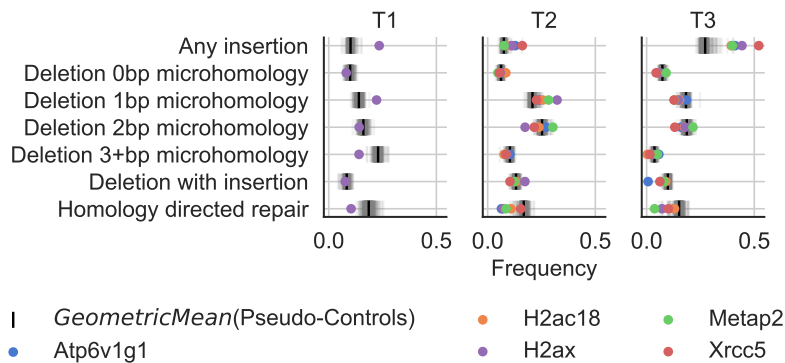 T1 T2 T3
Any insertion
Deletion 0bp microhomology
Deletion 1bp microhomology
Deletion 2bp microhomology
Deletion 3+bp microhomology
Deletion with insertion
Homology directed repair
0.0 0.5 0.0 0.5 0.0 0.5
Frequency
GeometricMean(Pseudo-Controls) H2ac18 Metap2
Atp6v1g1 H2ax Xrcc5